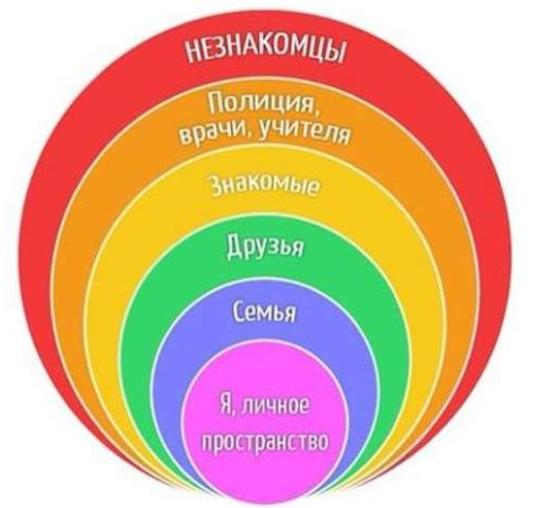 НЕЗНАКОМЦЫ
Полиция,
врачи, учителя
Знакомые
Друзья
Семья
Я, личное
пространство